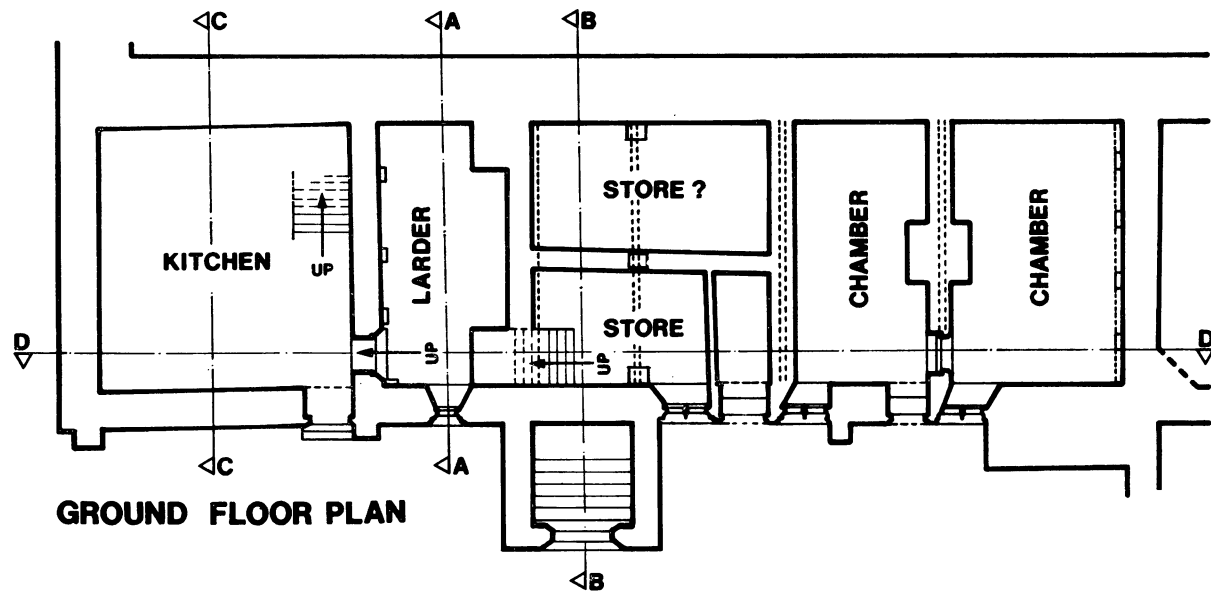 C
A
B
STORE ?
KITCHEN
UP
LARDER
CHAMBER
CHAMBER
STORE
D
UP
UP
D
C
A
GROUND FLOOR PLAN
B